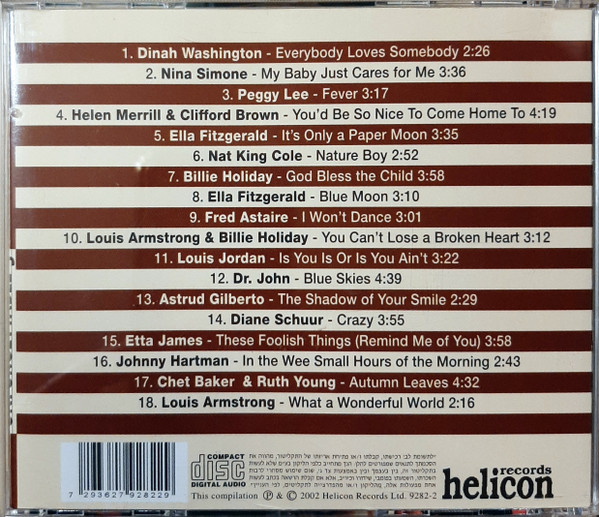 1. Dinah Washington - Everybody Loves Somebody 2:26
2. Nina Simone - My Baby Just Cares for Me 3:36
3. Peggy Lee - Fever 3:17
4. Helen Merrill & Clifford Brown - You'd Be So Nice To Come Home To 4:19
5. Ella Fitzgerald - It's Only a Paper Moon 3:35
6. Nat King Cole - Nature Boy 2:52
7. Billie Holiday - God Bless the Child 3:58
8. Ella Fitzgerald - Blue Moon 3:10
9. Fred Astaire - I Won't Dance 3:01
10. Louis Armstrong & Billie Holiday - You Can't Lose a Broken Heart 3:12
11. Louis Jordan - Is You Is Or Is You Ain't 3:22
12. Dr. John - Blue Skies 4:39
13. Astrud Gilberto - The Shadow of Your Smile 2:29
14. Diane Schuur - Crazy 3:55
15. Etta James - These Foolish Things (Remind Me of You) 3:58
16. Johnny Hartman - In the Wee Small Hours of the Morning 2:43
17. Chet Baker & Ruth Young - Autumn Leaves 4:32
18. Louis Armstrong - What a Wonderful World 2:16
7 293627 928229
COMPACT
disc
DIGITAL AUDIO
This compilation ℗ & © 2002 Helicon Records Ltd. 9282-2
records
helicon